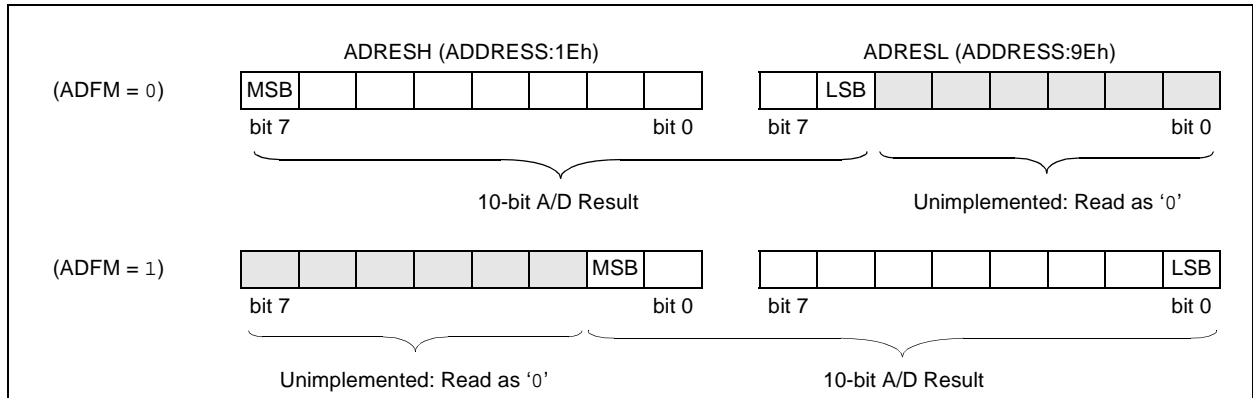 ADRESH (ADDRESS:1Eh) ADRESL (ADDRESS:9Eh)
(ADFM = 0) MSB LSB
bit 7 bit 0 bit 7 bit 0
10-bit A/D Result Unimplemented: Read as ‘0’
(ADFM = 1) MSB LSB
bit 7 bit 0 bit 7 bit 0
Unimplemented: Read as ‘0’ 10-bit A/D Result